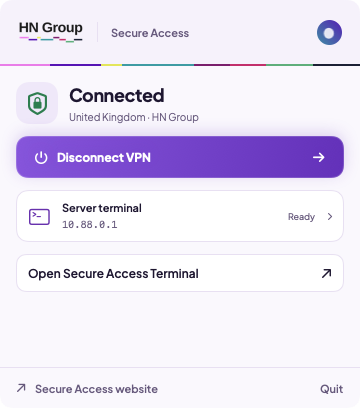 HN Group
Secure Access
Connected
United Kingdom · HN Group
Disconnect VPN
Server terminal
10.88.0.1
Ready
Open Secure Access Terminal
Secure Access website
Quit